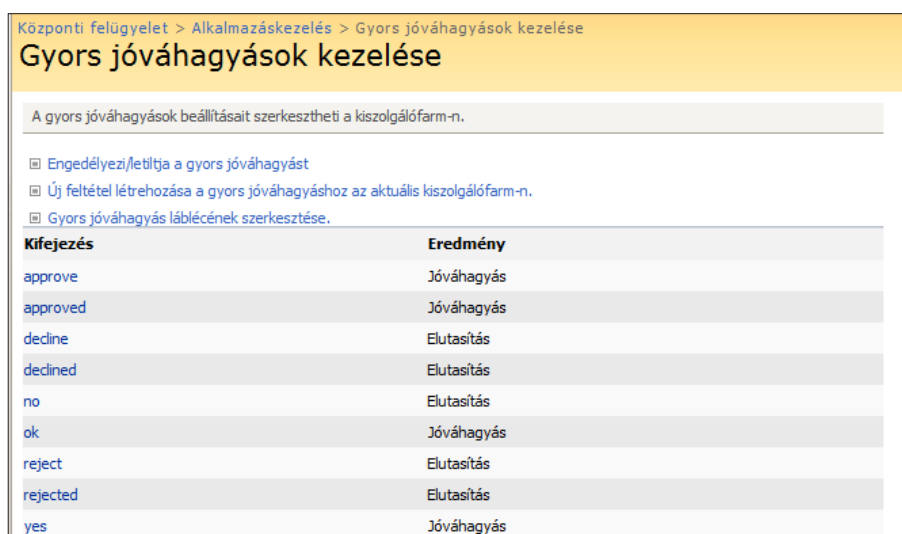 Központi felügyelet > Alkalmazáskezelés > Gyors jóváhagyások kezelése
Gyors jóváhagyások kezelése
A gyors jóváhagyások beállításait szerkesztheti a kiszolgálófarm-n.
Engedélyezi/letiltja a gyors jóváhagyást
Új feltétel létrehozása a gyors jóváhagyáshoz az aktuális kiszolgálófarm-n.
Gyors jóváhagyás láblécének szerkesztése.
Kifejezés Eredmény
approve Jóváhagyás
approved Jóváhagyás
decline Elutasítás
declined Elutasítás
no Elutasítás
ok Jóváhagyás
reject Elutasítás
rejected Elutasítás
yes Jóváhagyás